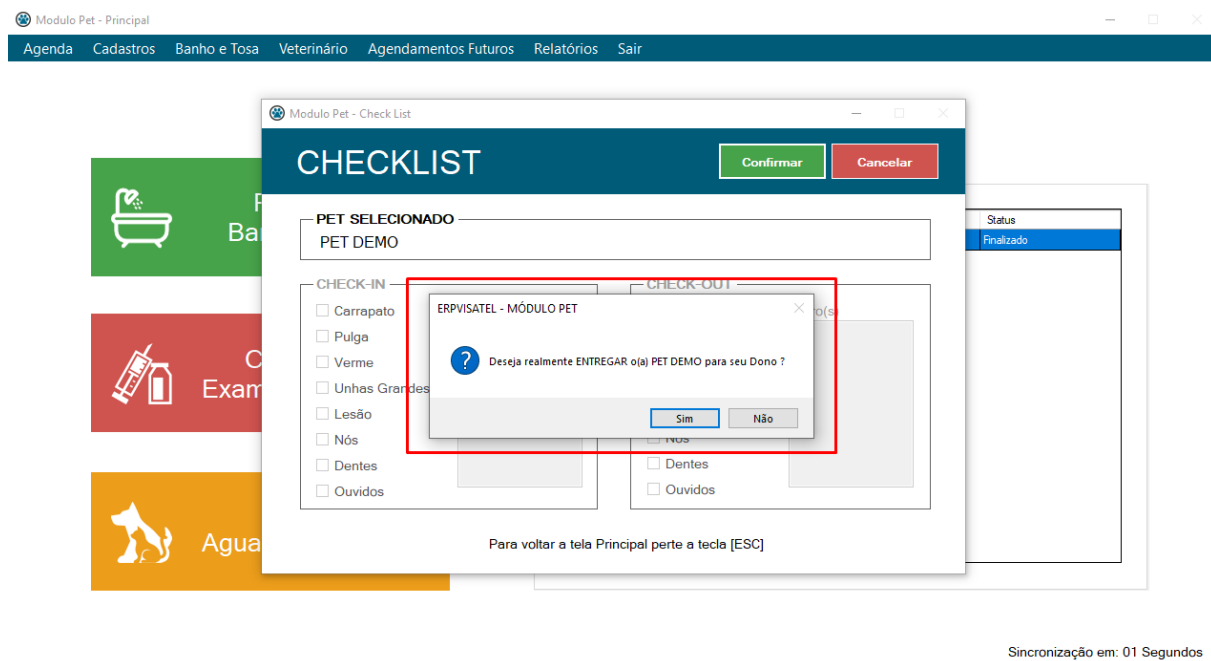 Modulo Pet - Principal
Agenda Cadastros Banho e Tosa Veterinário Agendamentos Futuros Relatórios Sair
Modulo Pet - Check List
CHECKLIST
Confirmar Cancelar
PET SELECIONADO
PET DEMO
Status
Finalizado
CHECK-IN
Carrapato
Pulga
Verme
Unhas Grandes
Lesão
Nós
Dentes
Ouvidos
CHECK-OUT
Nós
Dentes
Ouvidos
ERPVISATEL - MÓDULO PET
Deseja realmente ENTREGAR o(a) PET DEMO para seu Dono ?
Sim Não
Para voltar a tela Principal perte a tecla [ESC]
Sincronização em: 01 Segundos